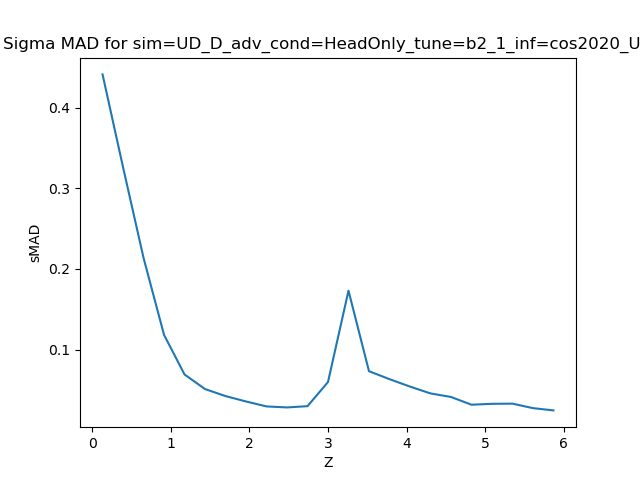 Sigma MAD for sim=UD_D_adv_cond=HeadOnly_tune=b2_1_inf=cos2020_U
0.4
0.3
0.2
0.1
sMAD
0 1 2 3 4 5 6
Z